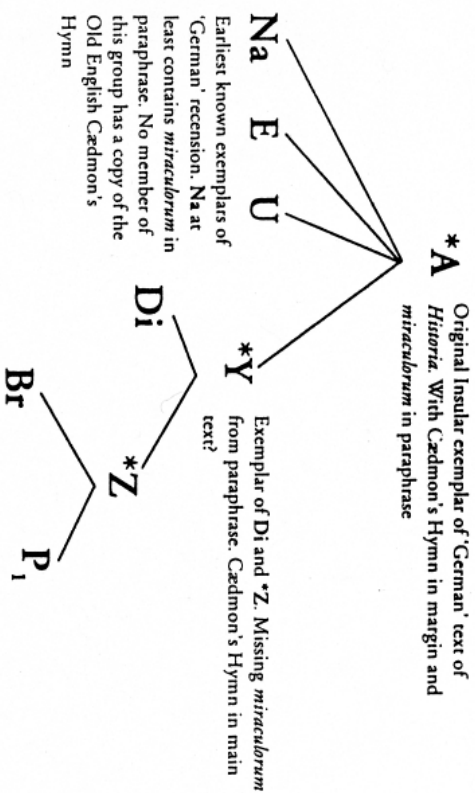 *A
Original Insular exemplar of 'German' text of
Historia. With Cædmon's Hymn in margin and
miraculorum in paraphrase
Na E U
*Y
Earliest known exemplars of
'German' recension. Na at
least contains miraculorum in
paraphrase. No member of
this group has a copy of the
Old English Cædmon's
Hymn
Exemplar of Di and *Z. Missing miraculorum
from paraphrase. Cædmon's Hymn in main
text?
Di
*Z
Br
P1